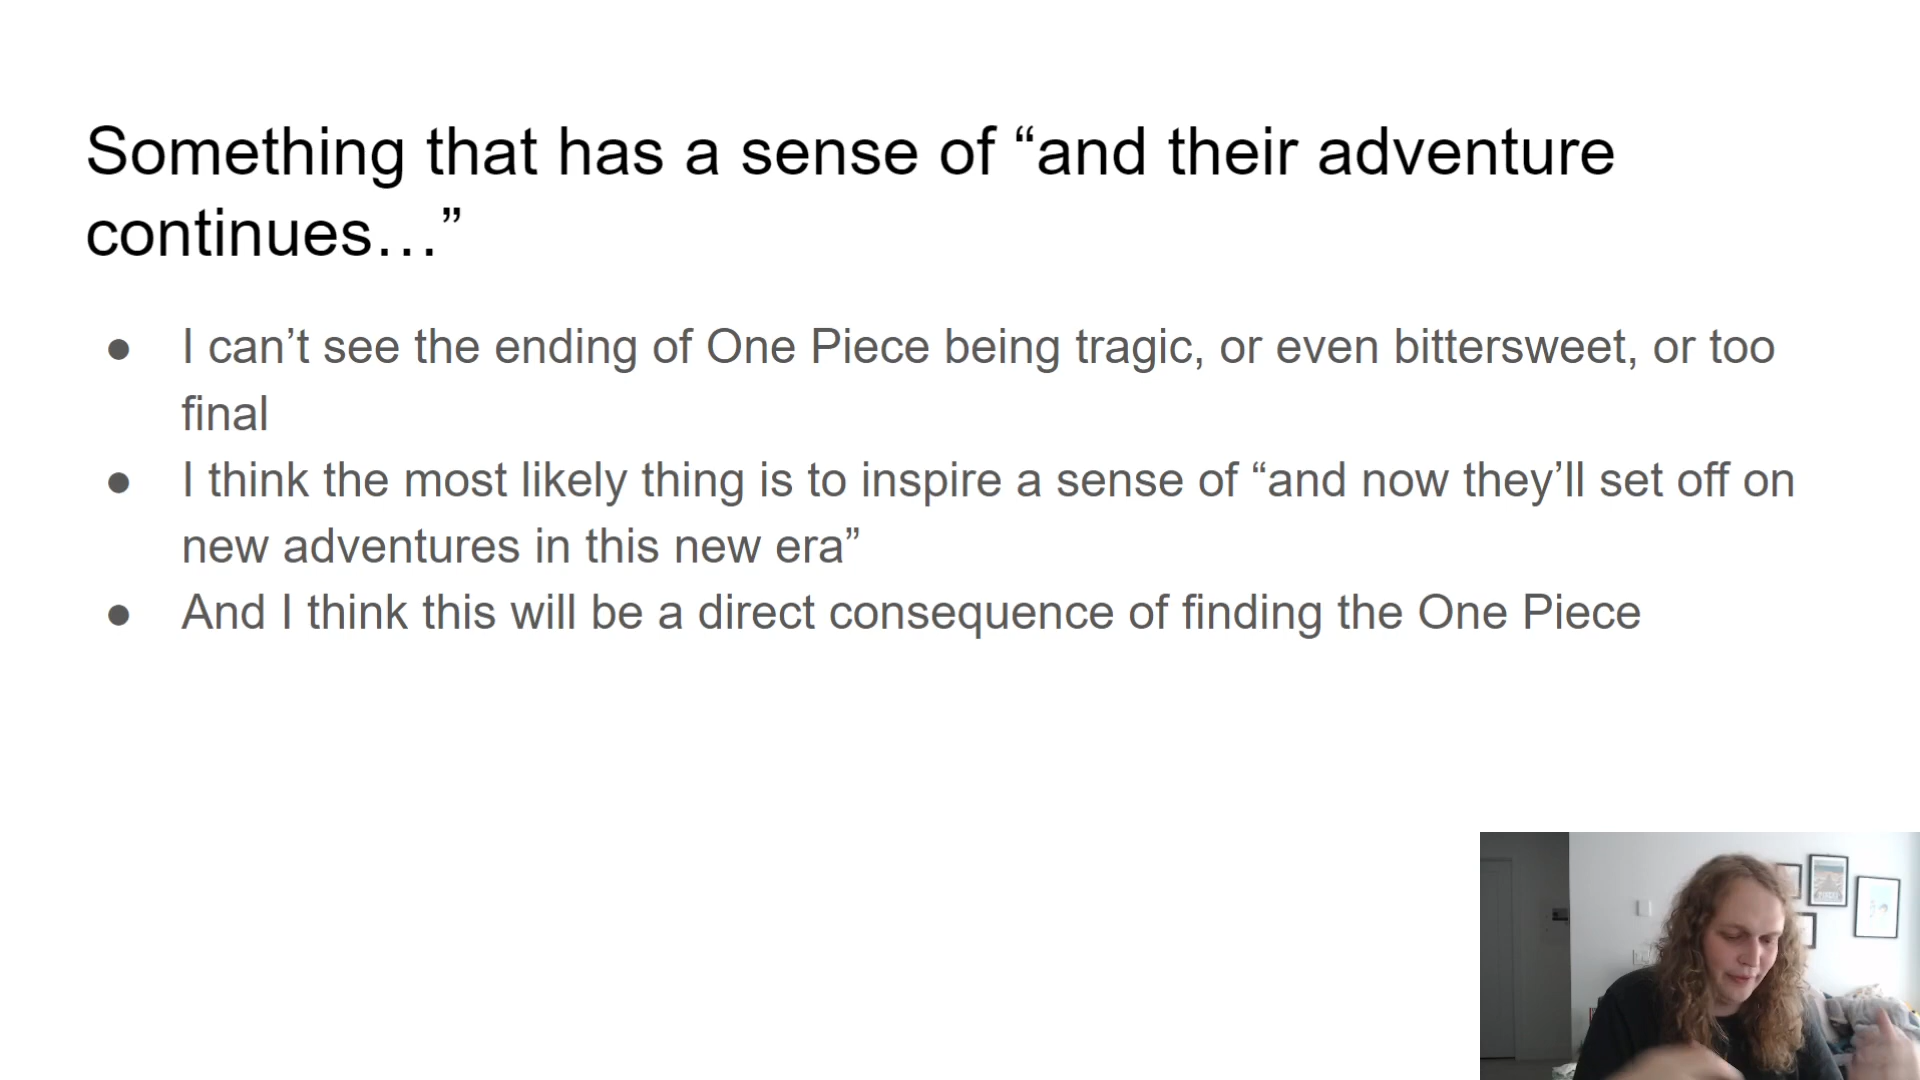 Something that has a sense of “and their adventure
continues…”
● I can’t see the ending of One Piece being tragic, or even bittersweet, or too
final
● I think the most likely thing is to inspire a sense of “and now they’ll set off on
new adventures in this new era”
● And I think this will be a direct consequence of finding the One Piece